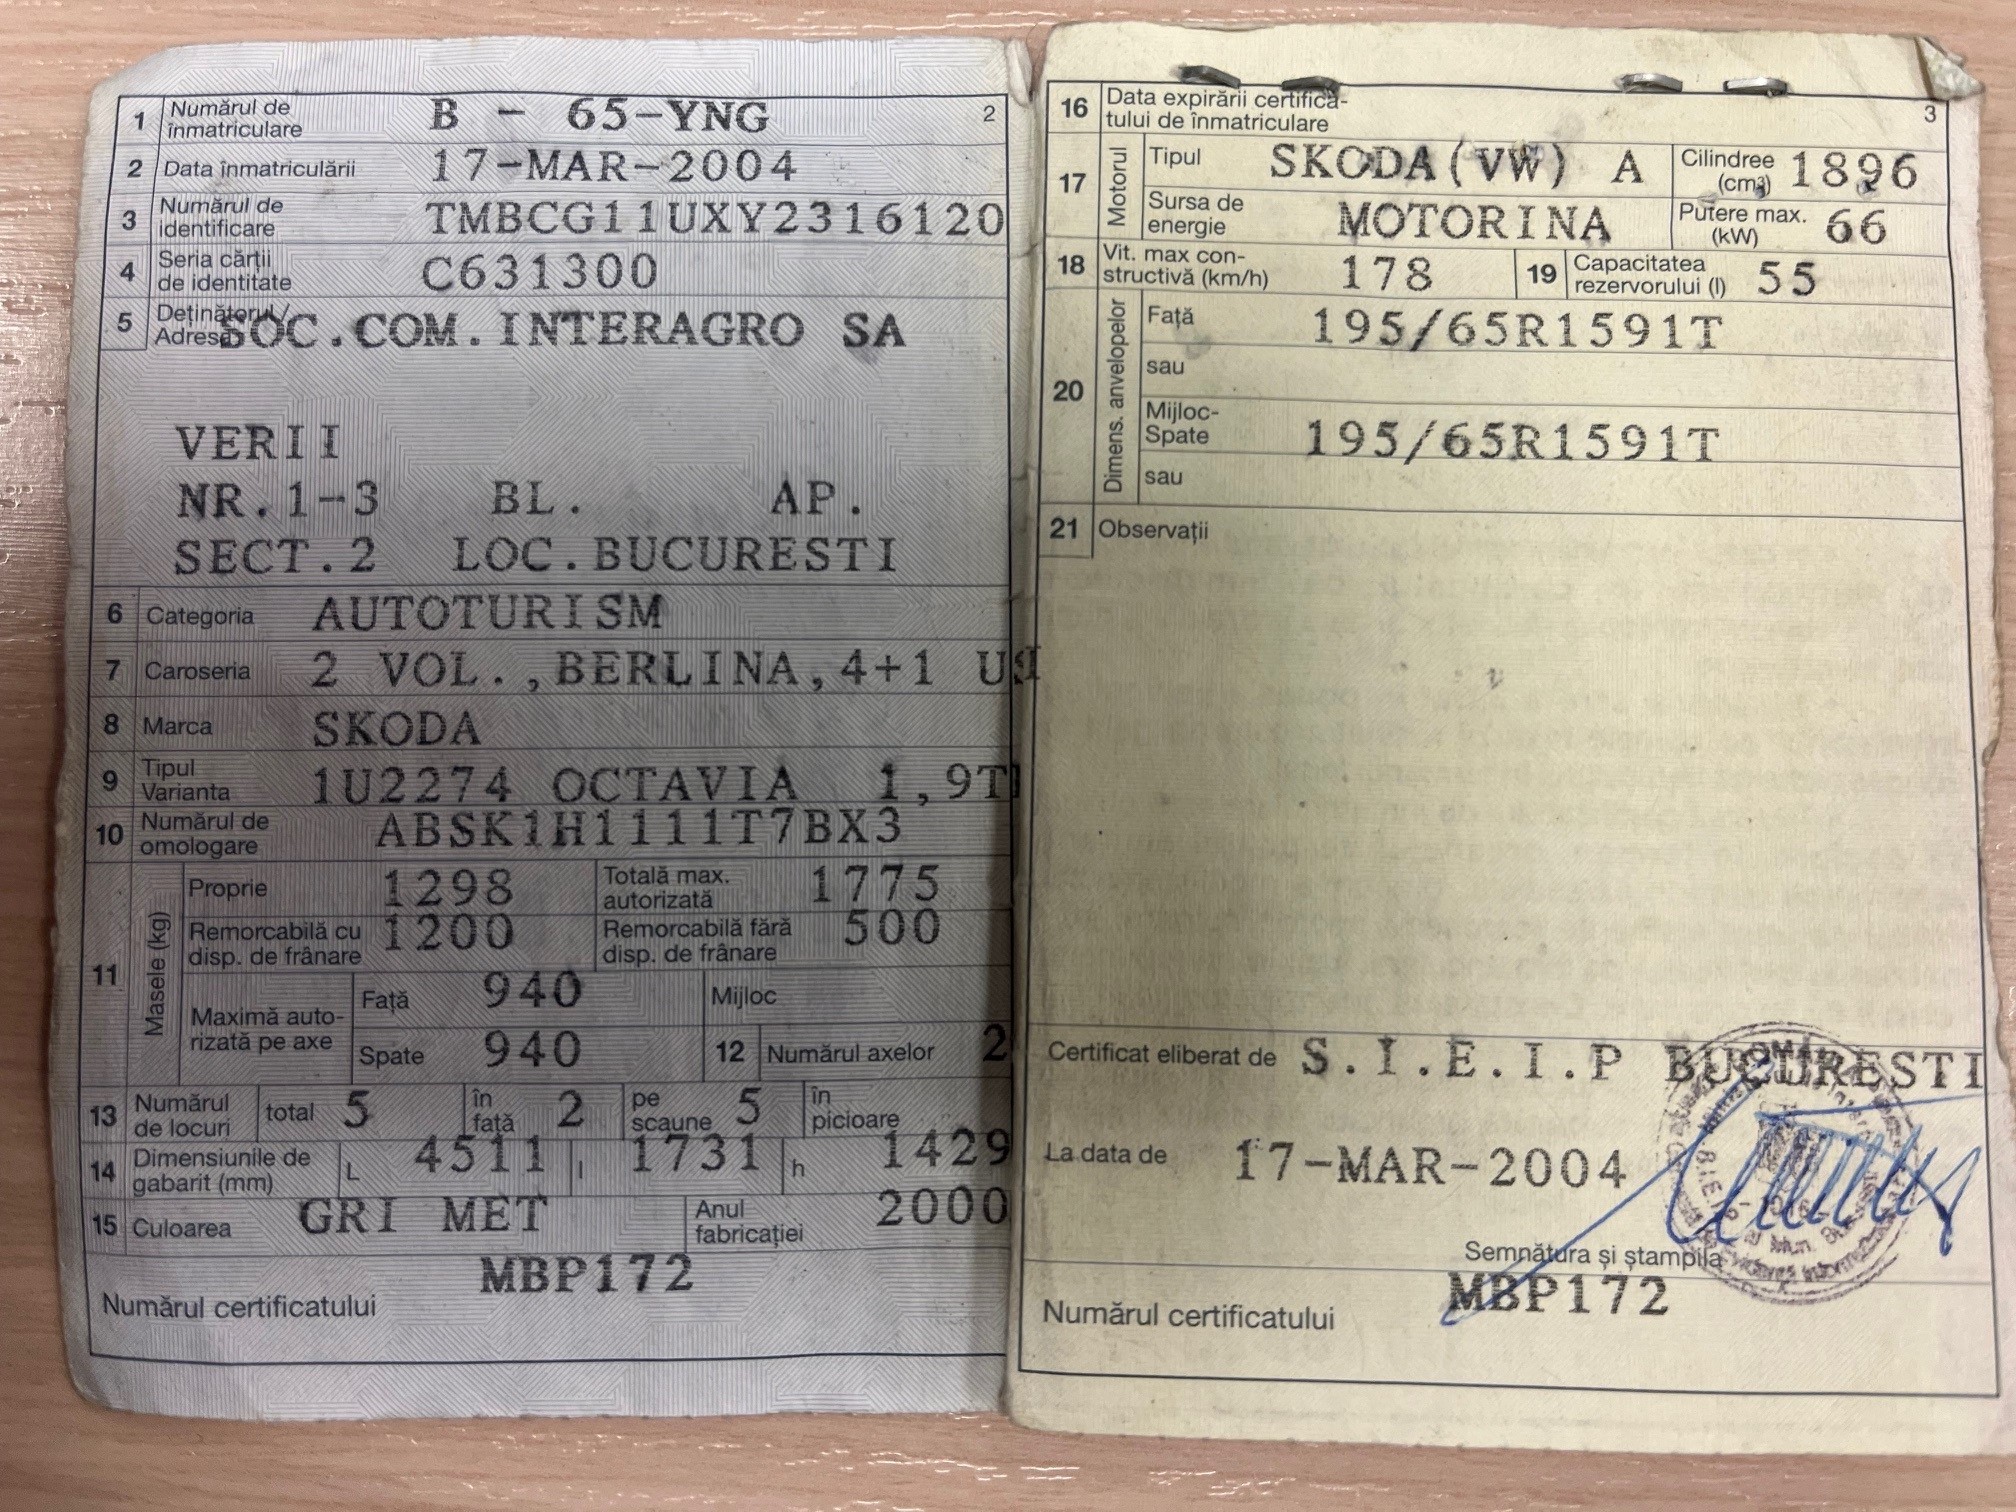 2
1 Numărul de înmatriculare B - 65-YNG
2 Data înmatriculării 17-MAR-2004
3 Numărul de identificare TMBCG11UXY2316120
4 Seria cărții de identitate C631300
5 Deținătorul/ Adresa SOC.COM.INTERAGRO SA
VERII
NR.1-3 BL. AP.
SECT.2 LOC.BUCURESTI
6 Categoria AUTOTURISM
7 Caroseria 2 VOL.,BERLINA,4+1 US
8 Marca SKODA
9 Tipul Varianta 1U2274 OCTAVIA 1,9T
10 Numărul de omologare ABSK1H1111T7BX3
11 Masele (kg)
Proprie 1298 Totală max. autorizată 1775
Remorcabilă cu disp. de frânare 1200 Remorcabilă fără disp. de frânare 500
Maximă autorizată pe axe Față 940 Mijloc
Spate 940 12 Numărul axelor 2
13 Numărul de locuri total 5 în față 2 pe scaune 5 în picioare
14 Dimensiunile de gabarit (mm) L 4511 l 1731 h 1429
15 Culoarea GRI MET Anul fabricației 2000
Numărul certificatului MBP172
3
16 Data expirării certifica-
tului de înmatriculare
17 Motorul Tipul SKODA(VW) A Cilindree (cm³) 1896
Sursa de energie MOTORINA Putere max. (kW) 66
18 Vit. max con-
structivă (km/h) 178 19 Capacitatea rezervorului (l) 55
20 Dimens. anvelopelor Față 195/65R1591T
sau
Mijloc-
Spate 195/65R1591T
sau
21 Observații
Certificat eliberat de S.I.E.I.P BUCURESTI
La data de 17-MAR-2004
Semnătura și ștampila
Numărul certificatului MBP172